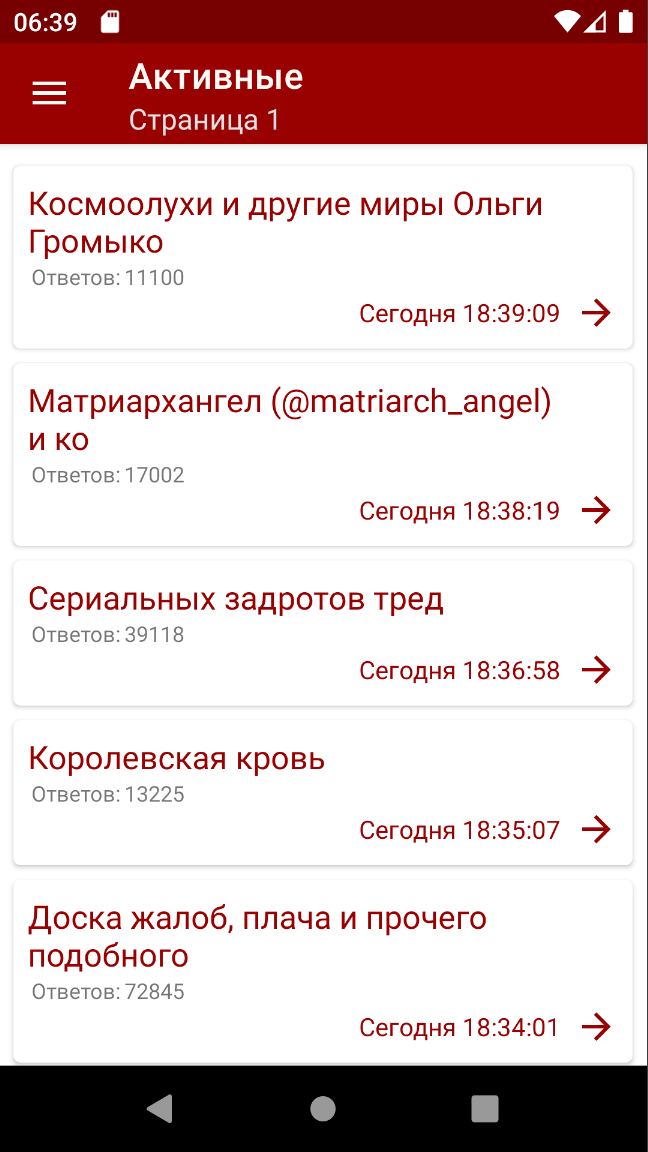 06:39
Активные
Страница 1
Космоолухи и другие миры Ольги
Громыко
Ответов: 11100
Сегодня 18:39:09
Матриархангел (@matriarch_angel)
и ко
Ответов: 17002
Сегодня 18:38:19
Сериальных задротов тред
Ответов: 39118
Сегодня 18:36:58
Королевская кровь
Ответов: 13225
Сегодня 18:35:07
Доска жалоб, плача и прочего
подобного
Ответов: 72845
Сегодня 18:34:01